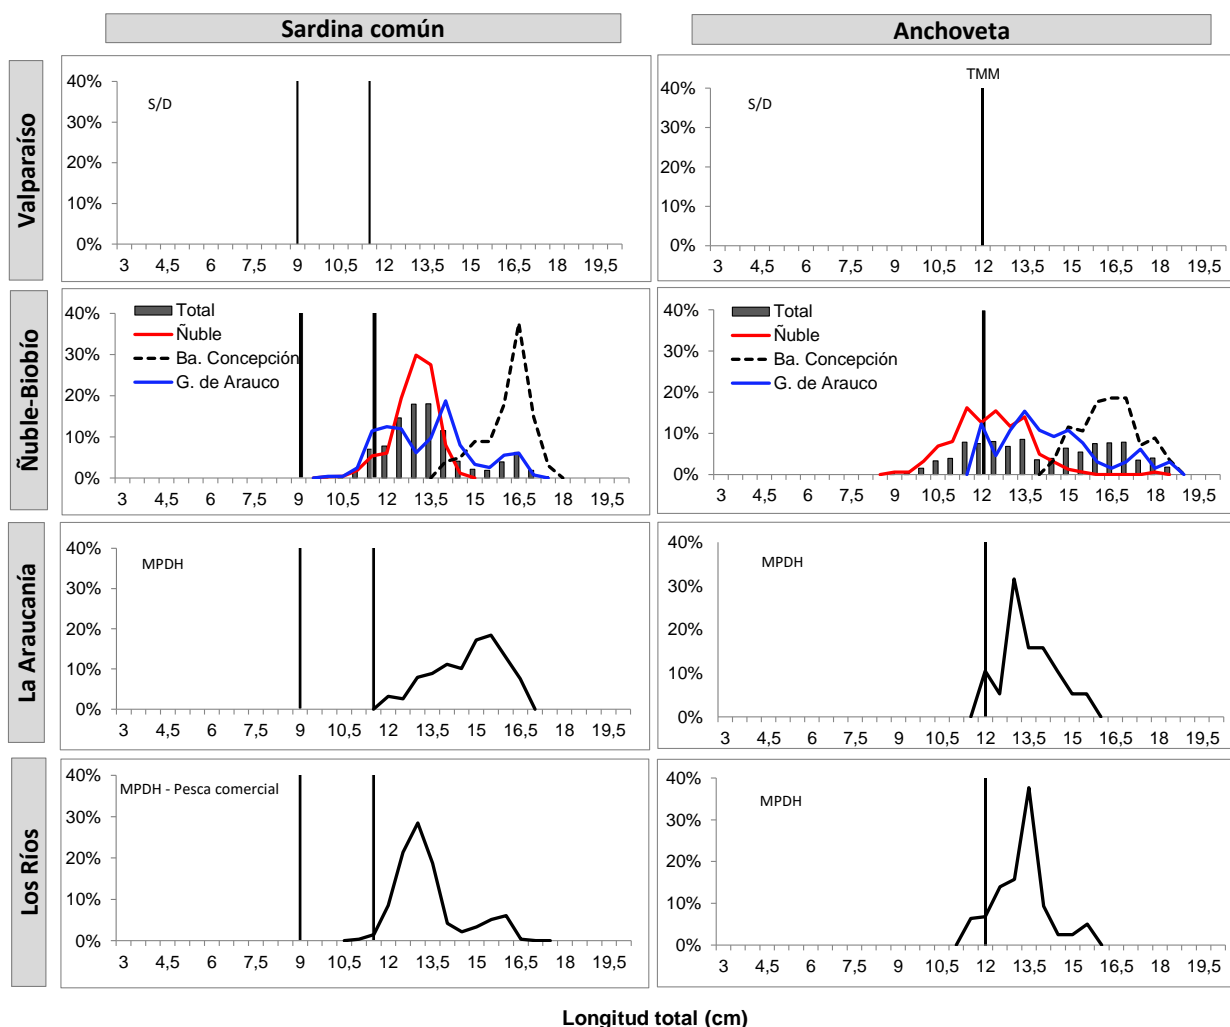 Sardina común
Anchoveta
Valparaíso
40%
30%
20%
10%
0%
S/D
3 4,5 6 7,5 9 10,5 12 13,5 15 16,5 18 19,5
40%
30%
20%
10%
0%
S/D
TMM
3 4,5 6 7,5 9 10,5 12 13,5 15 16,5 18 19,5
Ñuble-Biobío
40%
30%
20%
10%
0%
Total
Ñuble
Ba. Concepción
G. de Arauco
3 4,5 6 7,5 9 10,5 12 13,5 15 16,5 18 19,5
40%
30%
20%
10%
0%
Total
Ñuble
Ba. Concepción
G. de Arauco
3 4,5 6 7,5 9 10,5 12 13,5 15 16,5 18 19,5
La Araucanía
40%
30%
20%
10%
0%
MPDH
3 4,5 6 7,5 9 10,5 12 13,5 15 16,5 18 19,5
40%
30%
20%
10%
0%
MPDH
3 4,5 6 7,5 9 10,5 12 13,5 15 16,5 18 19,5
Los Ríos
40%
30%
20%
10%
0%
MPDH - Pesca comercial
3 4,5 6 7,5 9 10,5 12 13,5 15 16,5 18 19,5
40%
30%
20%
10%
0%
MPDH
3 4,5 6 7,5 9 10,5 12 13,5 15 16,5 18 19,5
Longitud total (cm)